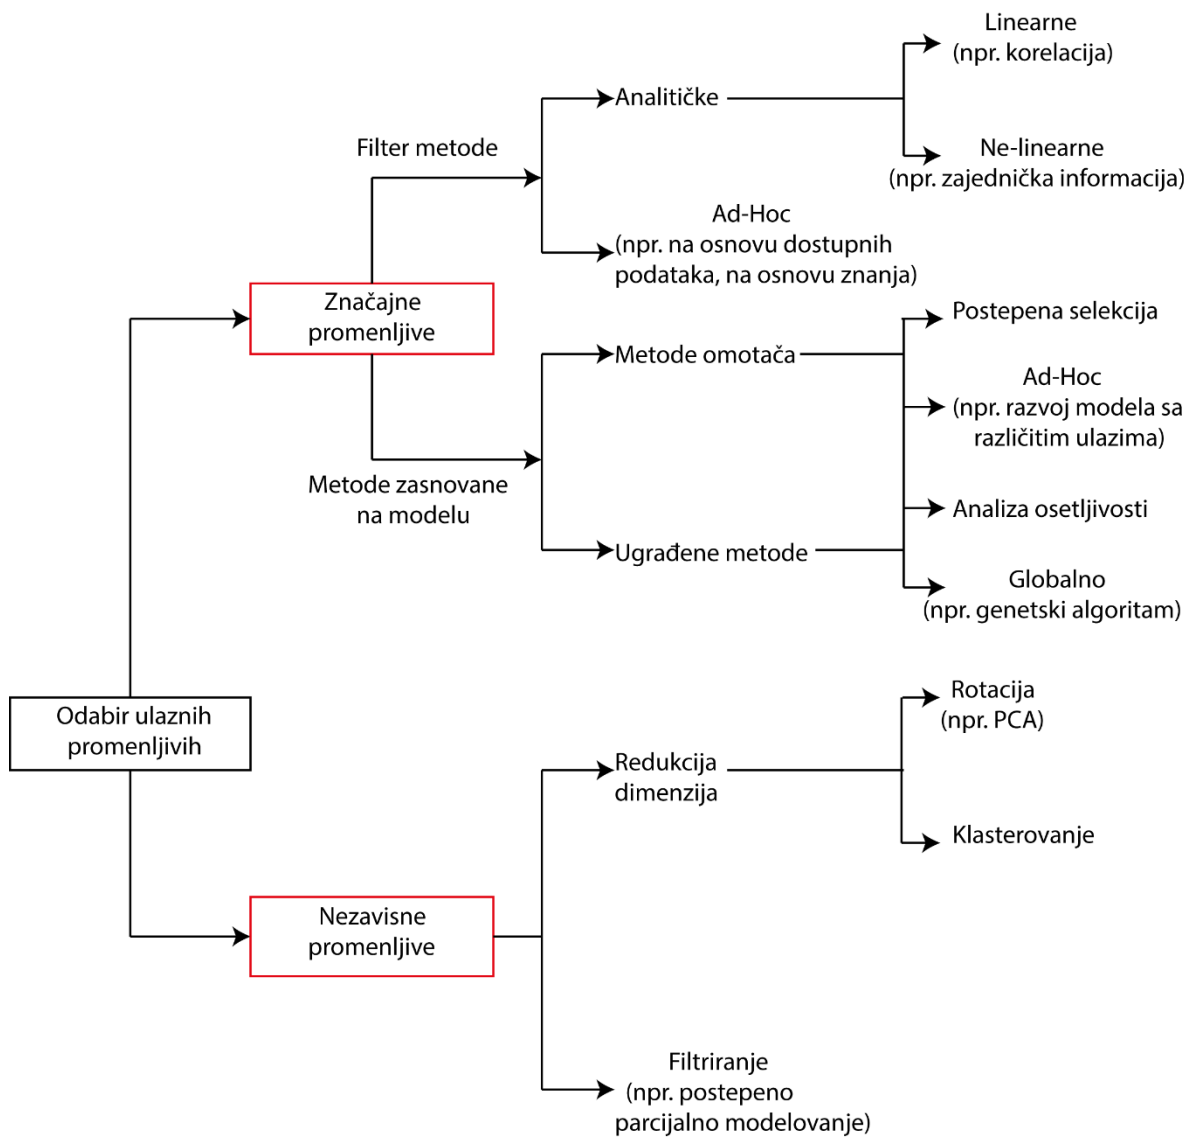 Linearne
(npr. korelacija)
Analitičke
Filter metode
Ne-linearne
(npr. zajednička informacija)
Ad-Hoc
(npr. na osnovu dostupnih
podataka, na osnovu znanja)
Značajne
promenljive
Postepena selekcija
Metode omotača
Ad-Hoc
(npr. razvoj modela sa
različitim ulazima)
Metode zasnovane
na modelu
Analiza osetljivosti
Ugrađene metode
Globalno
(npr. genetski algoritam)
Odabir ulaznih
promenljivih
Rotacija
(npr. PCA)
Redukcija
dimenzija
Klasterovanje
Nezavisne
promenljive
Filtriranje
(npr. postepeno
parcijalno modelovanje)